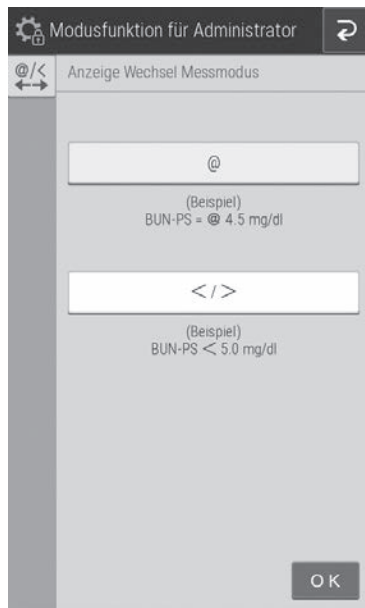 Modusfunktion für Administrator
@/<
Anzeige Wechsel Messmodus
@
(Beispiel)
BUN-PS = @ 4.5 mg/dl
</>
(Beispiel)
BUN-PS < 5.0 mg/dl
OK